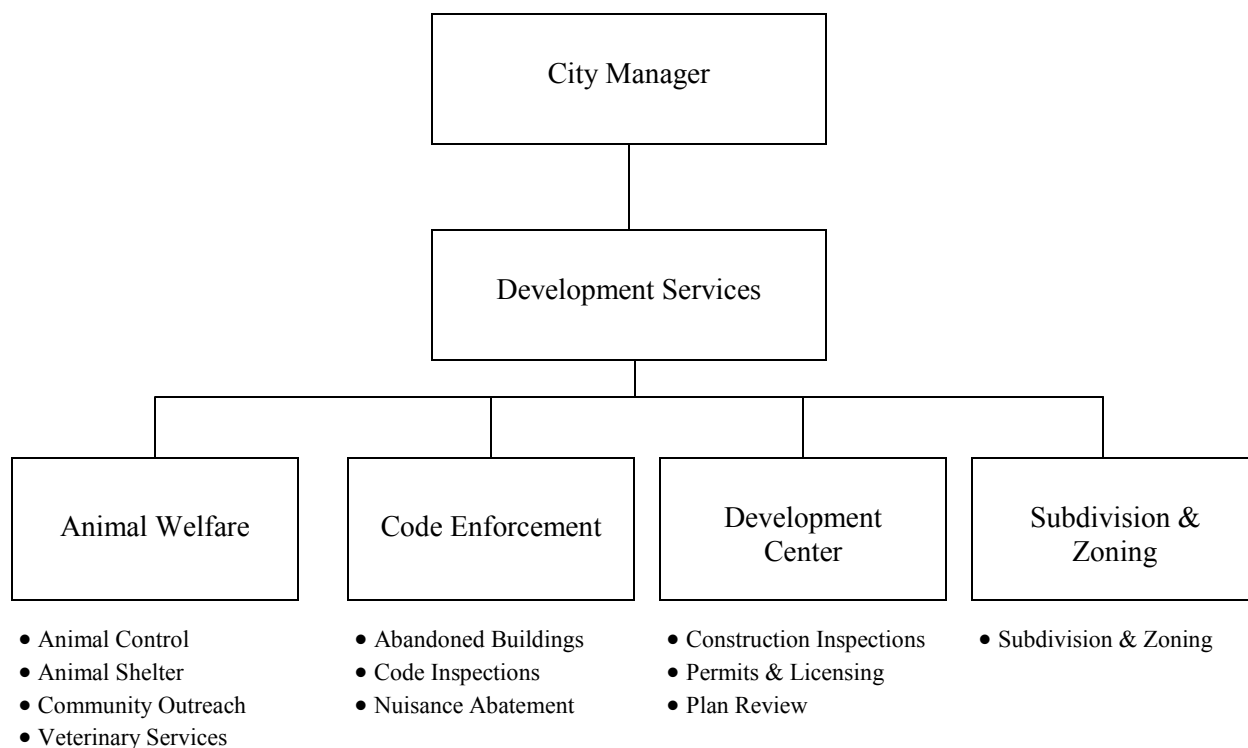 City Manager
Development Services
Animal Welfare
Code Enforcement
Development
Center
Subdivision &
Zoning
• Animal Control
• Animal Shelter
• Community Outreach
• Veterinary Services
• Abandoned Buildings
• Code Inspections
• Nuisance Abatement
• Construction Inspections
• Permits & Licensing
• Plan Review
• Subdivision & Zoning